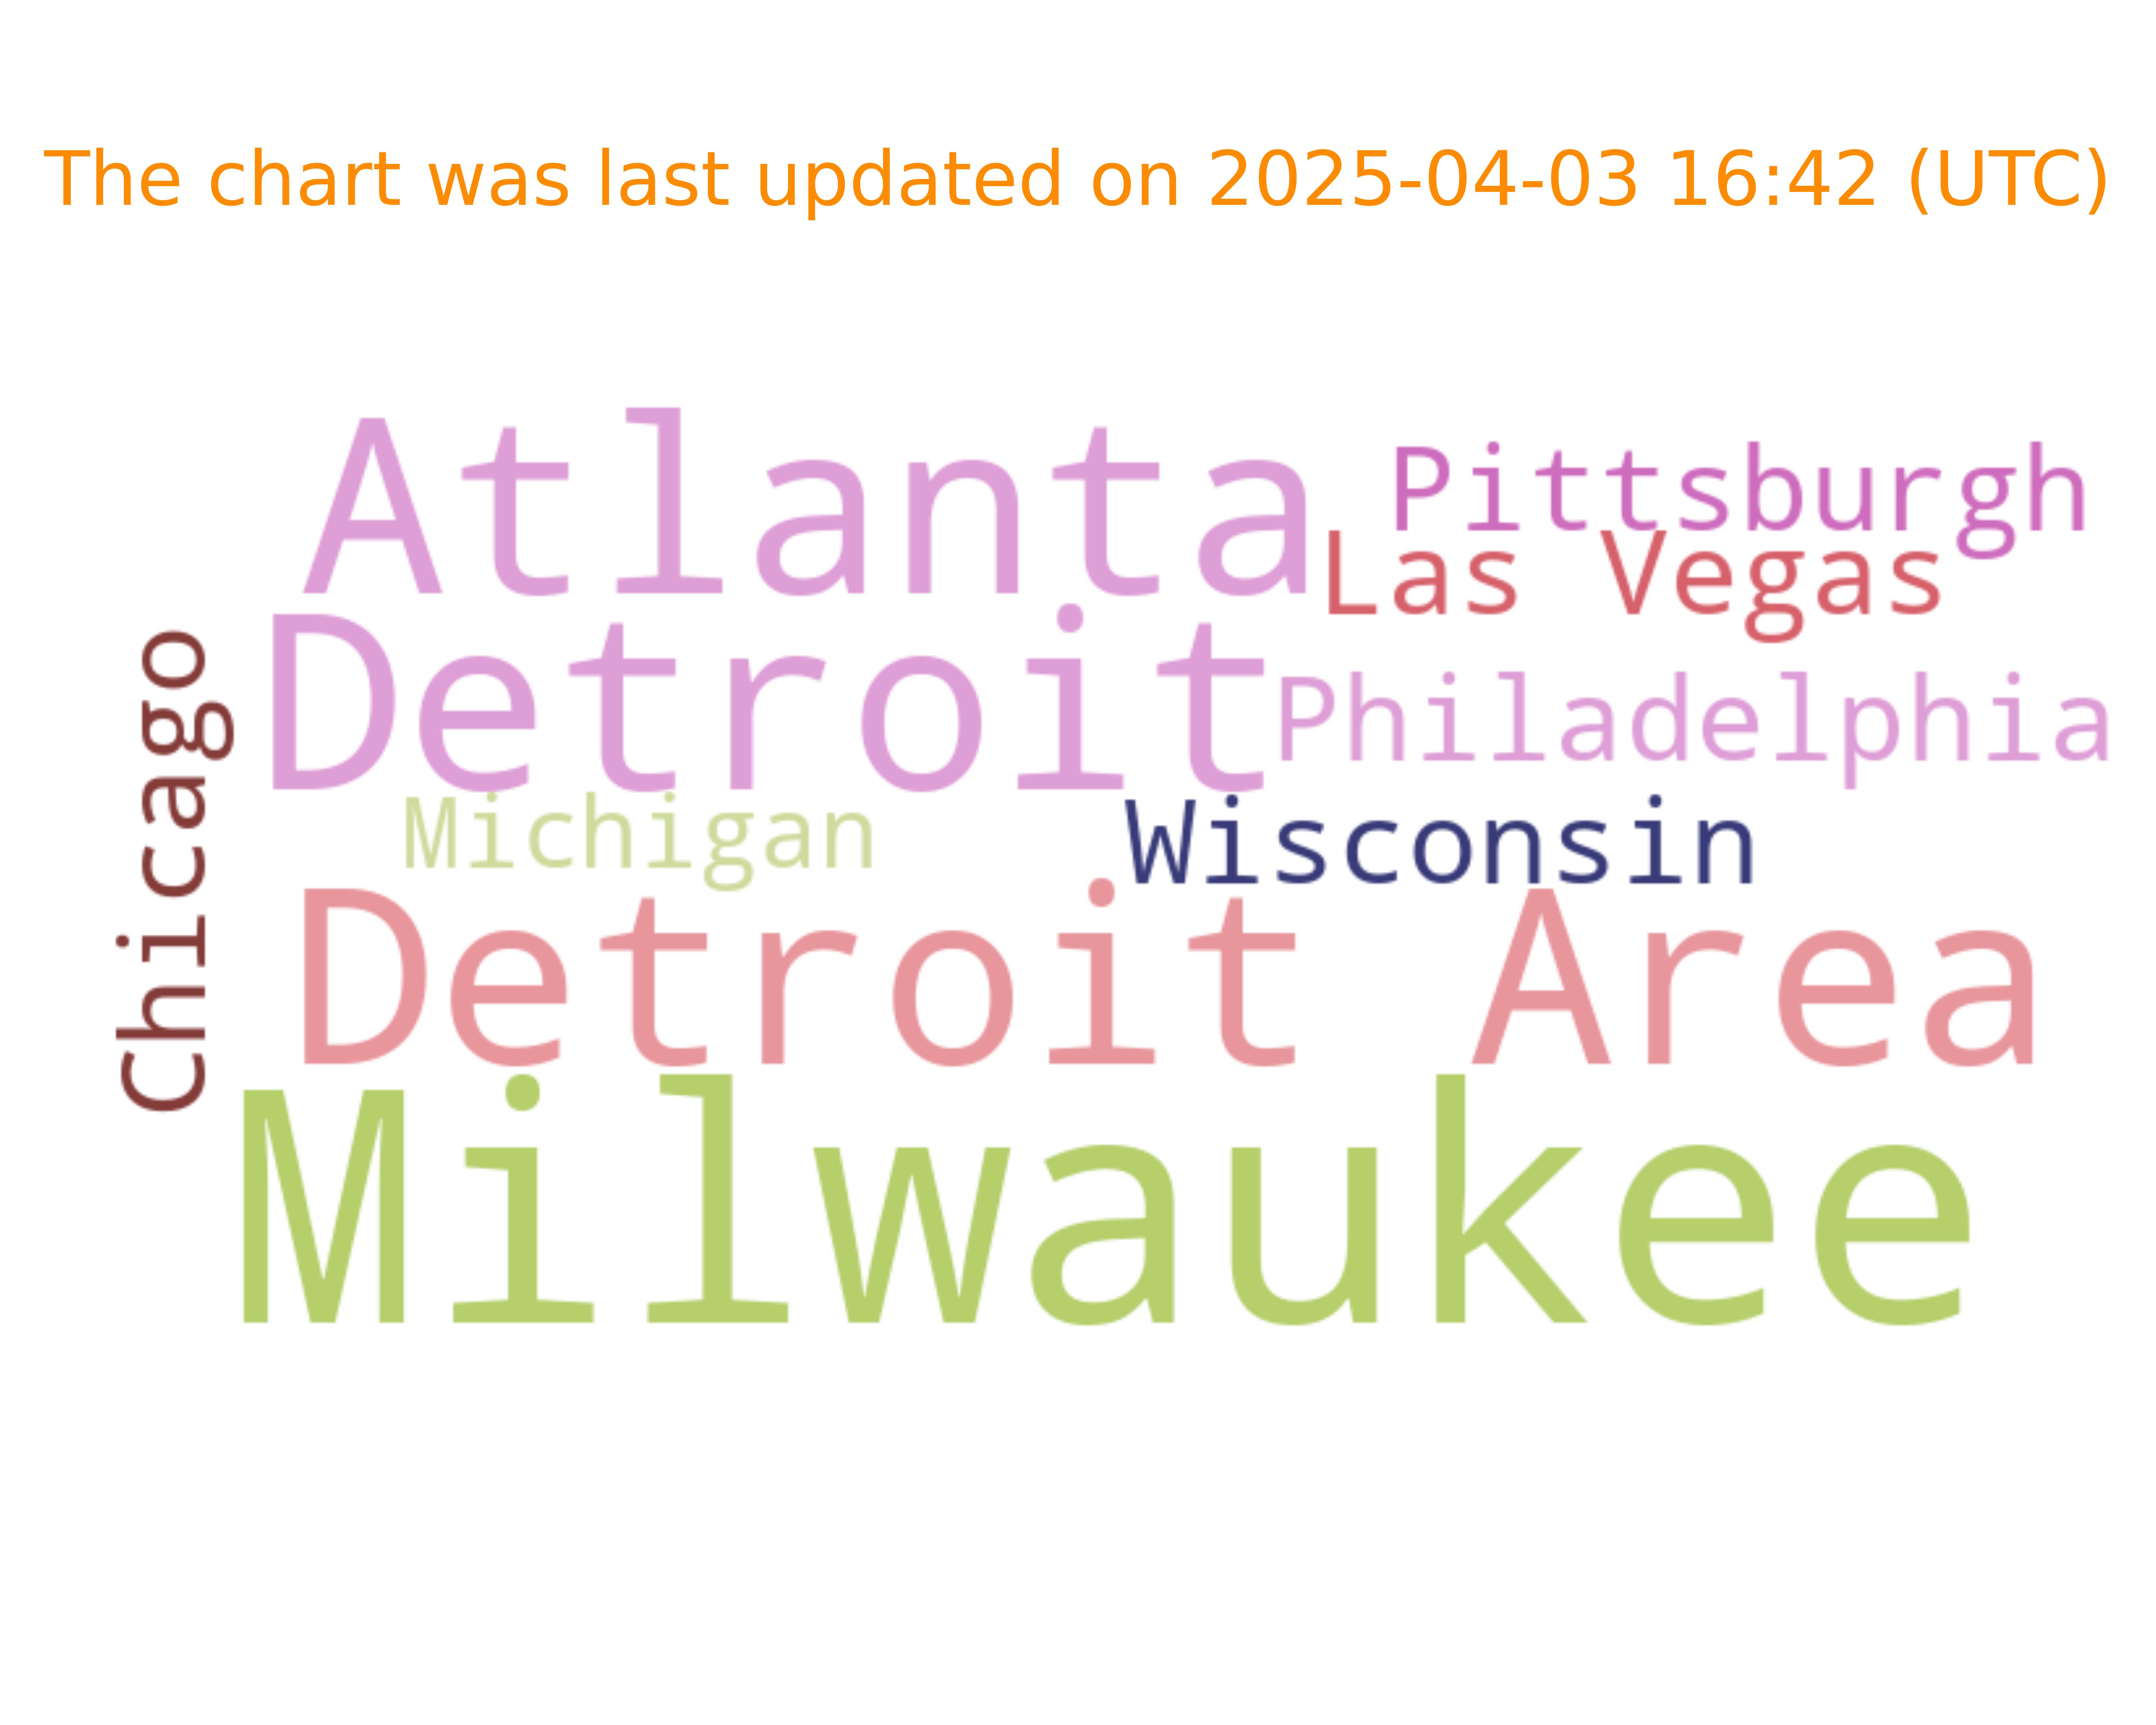 The chart was last updated on 2025-04-03 16:42 (UTC)
Atlanta
Pittsburgh
Las Vegas
Detroit
Philadelphia
Chicago
Michigan
Wisconsin
Detroit Area
Milwaukee